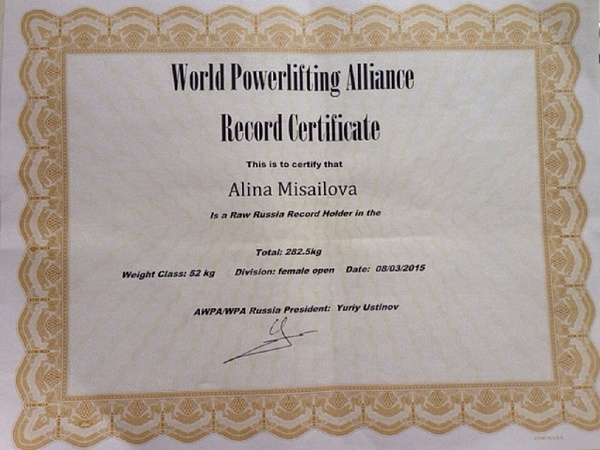 World Powerlifting Alliance
Record Certificate
This is to certify that
Alina Misailova
Is a Raw Russia Record Holder in the
Total: 282.5kg
Weight Class: 52 kg Division: female open Date: 08/03/2015
AWPA/WPA Russia President: Yuriy Ustinov